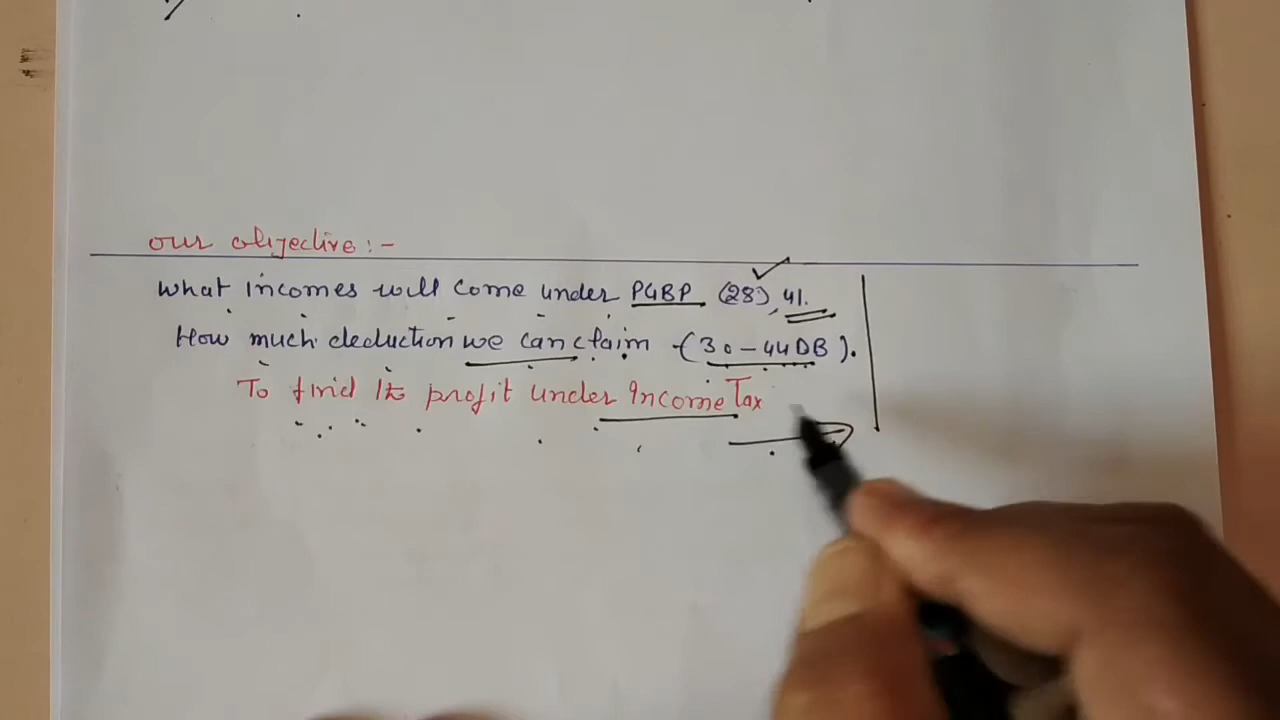 our objective:-
What incomes will come under PGBP (28), 41.
How much deduction we can claim (30-44DB).
To find its profit under Income Tax